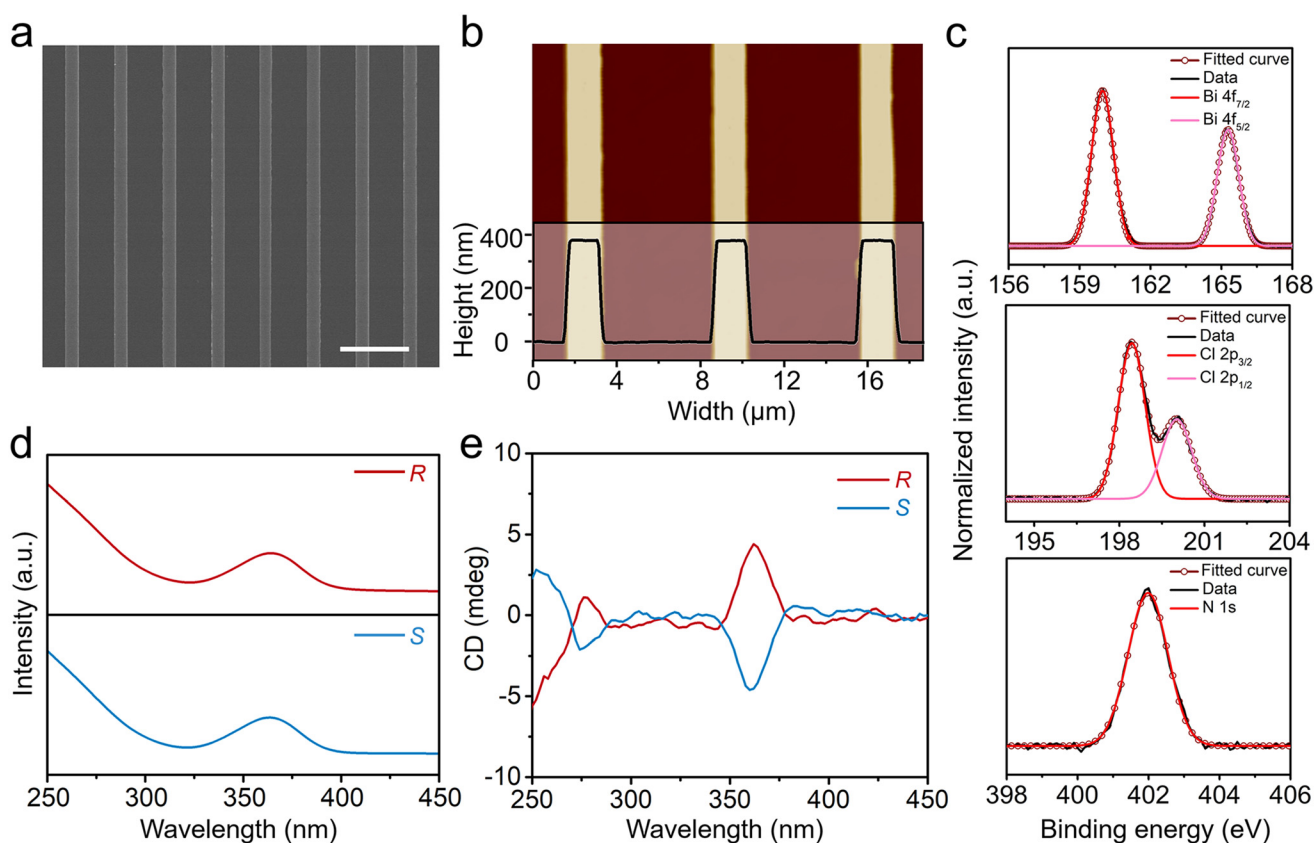 a
b
Height (nm)
400
200
0
0 4 8 12 16
Width (µm)
c
Normalized intensity (a.u.)
Fitted curve
Data
Bi 4f7/2
Bi 4f5/2
156 159 162 165 168
Fitted curve
Data
Cl 2p3/2
Cl 2p1/2
195 198 201 204
Fitted curve
Data
N 1s
398 400 402 404 406
Binding energy (eV)
d
Intensity (a.u.)
R
S
250 300 350 400 450
Wavelength (nm)
e
CD (mdeg)
10
5
0
-5
-10
R
S
250 300 350 400 450
Wavelength (nm)